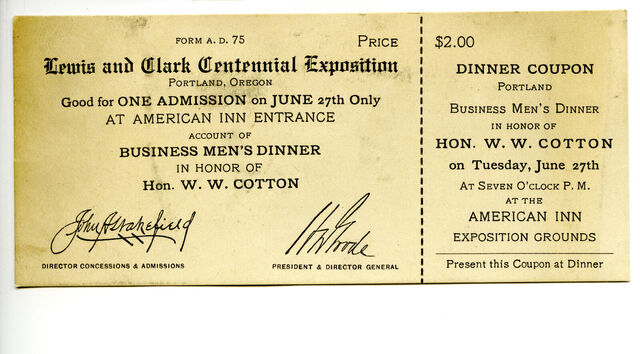 FORM A. D. 75
PRICE $2.00
Lewis and Clark Centennial Exposition
PORTLAND, OREGON
Good for ONE ADMISSION on JUNE 27th Only
AT AMERICAN INN ENTRANCE
ACCOUNT OF
BUSINESS MEN'S DINNER
IN HONOR OF
HON. W. W. COTTON
John A Wakefield
DIRECTOR CONCESSIONS & ADMISSIONS
H W Goode
PRESIDENT & DIRECTOR GENERAL
DINNER COUPON
PORTLAND
BUSINESS MEN'S DINNER
IN HONOR OF
HON. W. W. COTTON
on Tuesday, June 27th
AT SEVEN O'CLOCK P. M.
AT THE
AMERICAN INN
EXPOSITION GROUNDS
Present this Coupon at Dinner